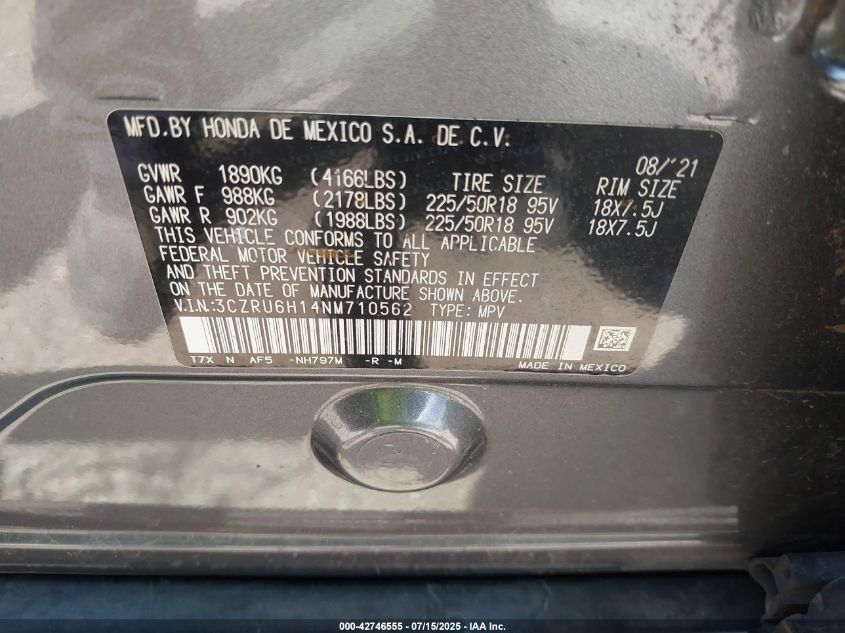 MFD.BY HONDA DE MEXICO S.A. DE C.V.
08/'21
GVWR 1890KG (4166LBS) TIRE SIZE RIM SIZE
GAWR F 988KG (2178LBS) 225/50R18 95V 18X7.5J
GAWR R 902KG (1988LBS) 225/50R18 95V 18X7.5J
THIS VEHICLE CONFORMS TO ALL APPLICABLE
FEDERAL MOTOR VEHICLE SAFETY
AND THEFT PREVENTION STANDARDS IN EFFECT
ON THE DATE OF MANUFACTURE SHOWN ABOVE.
V.I.N.:3CZRU6H14NM710562 TYPE: MPV
T7X N AF5 -NH797M -R -M MADE IN MEXICO
000-42746555 - 07/15/2025 - IAA Inc.